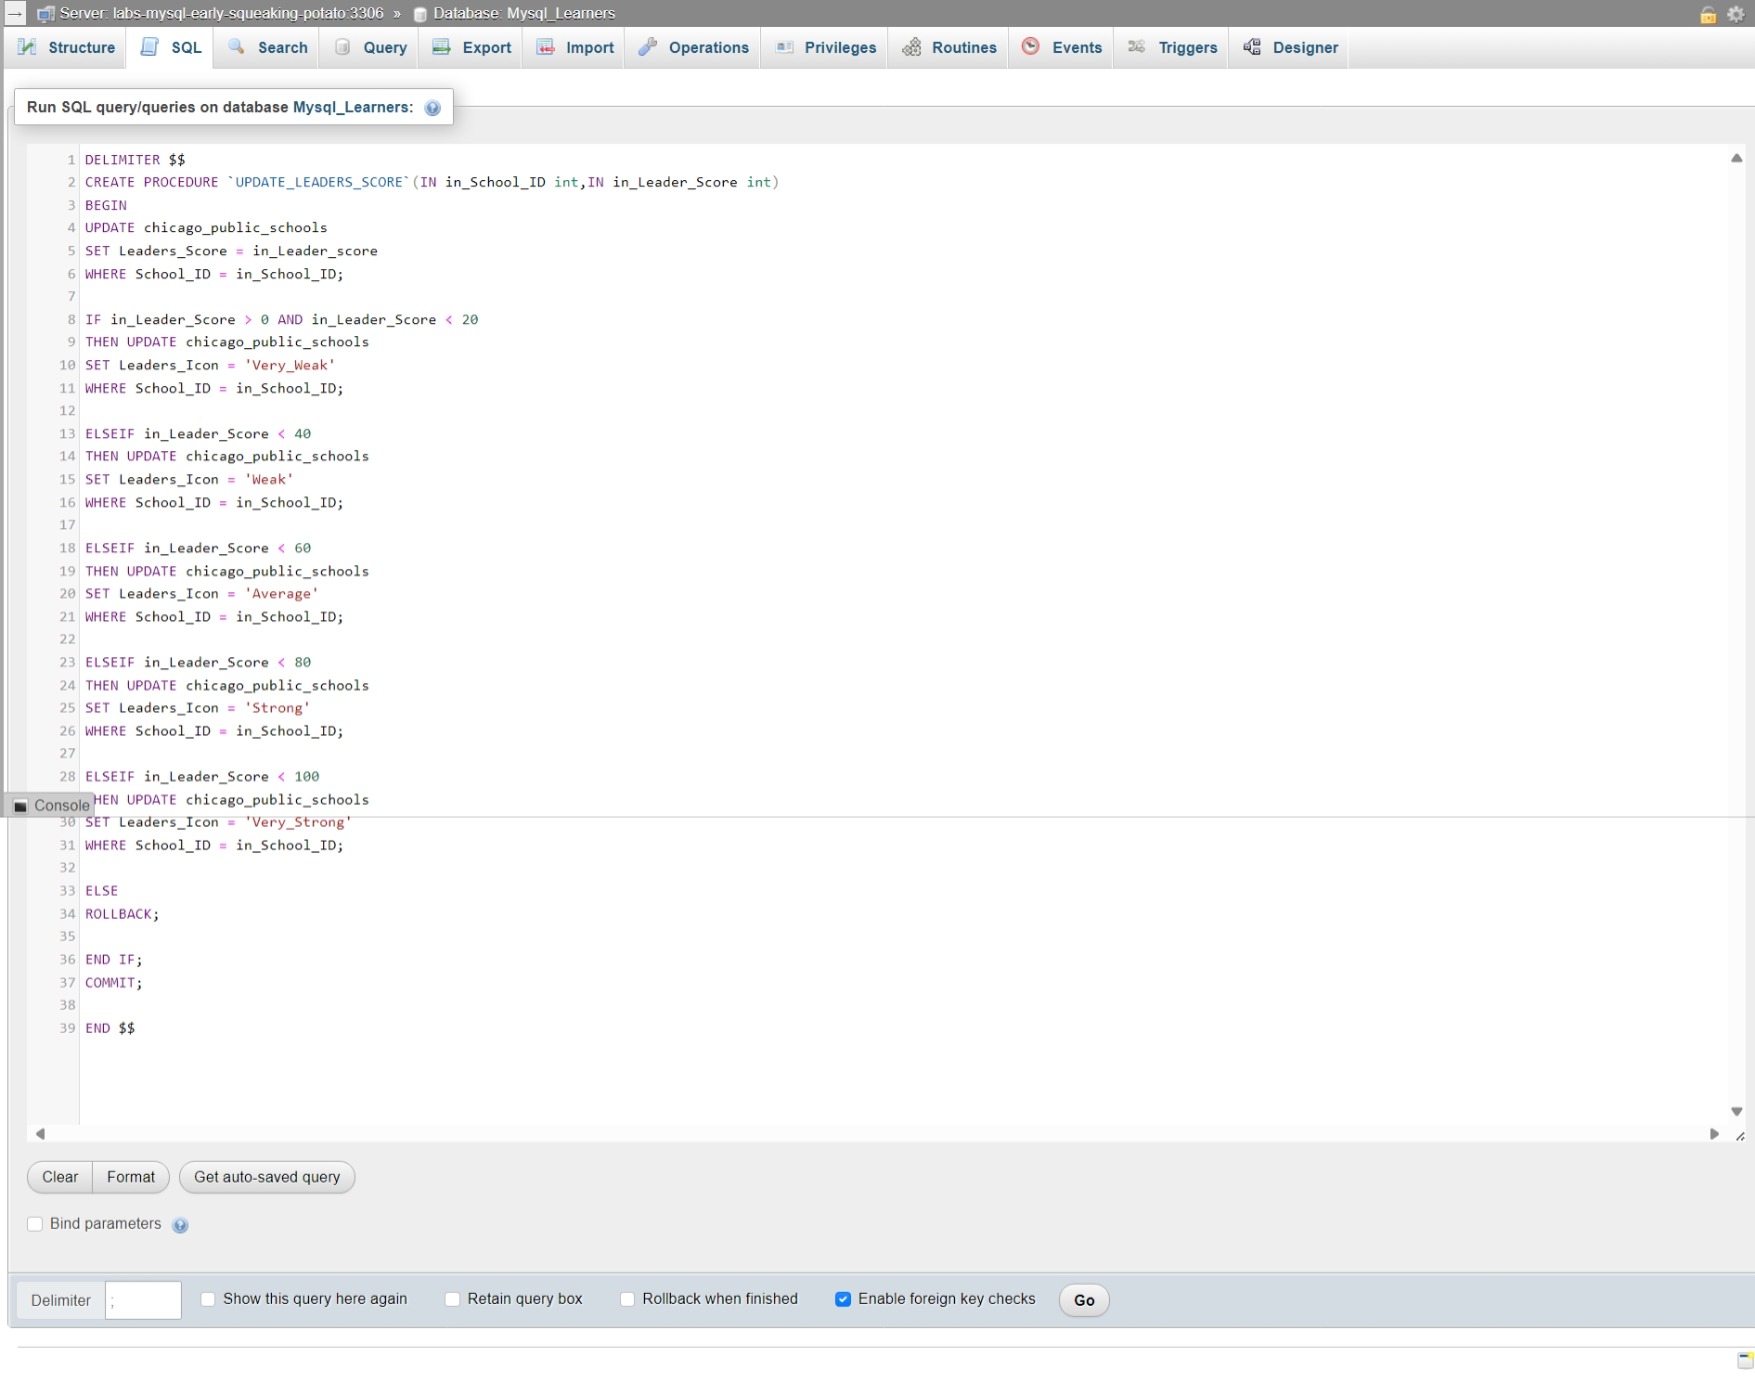 → Server: labs-mysql-early-squeaking-potato:3306 » Database: Mysql_Learners
Structure SQL Search Query Export Import Operations Privileges Routines Events Triggers Designer
Run SQL query/queries on database Mysql_Learners:
1 DELIMITER $$
2 CREATE PROCEDURE `UPDATE_LEADERS_SCORE`(IN in_School_ID int,IN in_Leader_Score int)
3 BEGIN
4 UPDATE chicago_public_schools
5 SET Leaders_Score = in_Leader_score
6 WHERE School_ID = in_School_ID;
7
8 IF in_Leader_Score > 0 AND in_Leader_Score < 20
9 THEN UPDATE chicago_public_schools
10 SET Leaders_Icon = 'Very_Weak'
11 WHERE School_ID = in_School_ID;
12
13 ELSEIF in_Leader_Score < 40
14 THEN UPDATE chicago_public_schools
15 SET Leaders_Icon = 'Weak'
16 WHERE School_ID = in_School_ID;
17
18 ELSEIF in_Leader_Score < 60
19 THEN UPDATE chicago_public_schools
20 SET Leaders_Icon = 'Average'
21 WHERE School_ID = in_School_ID;
22
23 ELSEIF in_Leader_Score < 80
24 THEN UPDATE chicago_public_schools
25 SET Leaders_Icon = 'Strong'
26 WHERE School_ID = in_School_ID;
27
28 ELSEIF in_Leader_Score < 100
Console HEN UPDATE chicago_public_schools
30 SET Leaders_Icon = 'Very_Strong'
31 WHERE School_ID = in_School_ID;
32
33 ELSE
34 ROLLBACK;
35
36 END IF;
37 COMMIT;
38
39 END $$
Clear Format Get auto-saved query
Bind parameters
Delimiter ; Show this query here again Retain query box Rollback when finished Enable foreign key checks Go